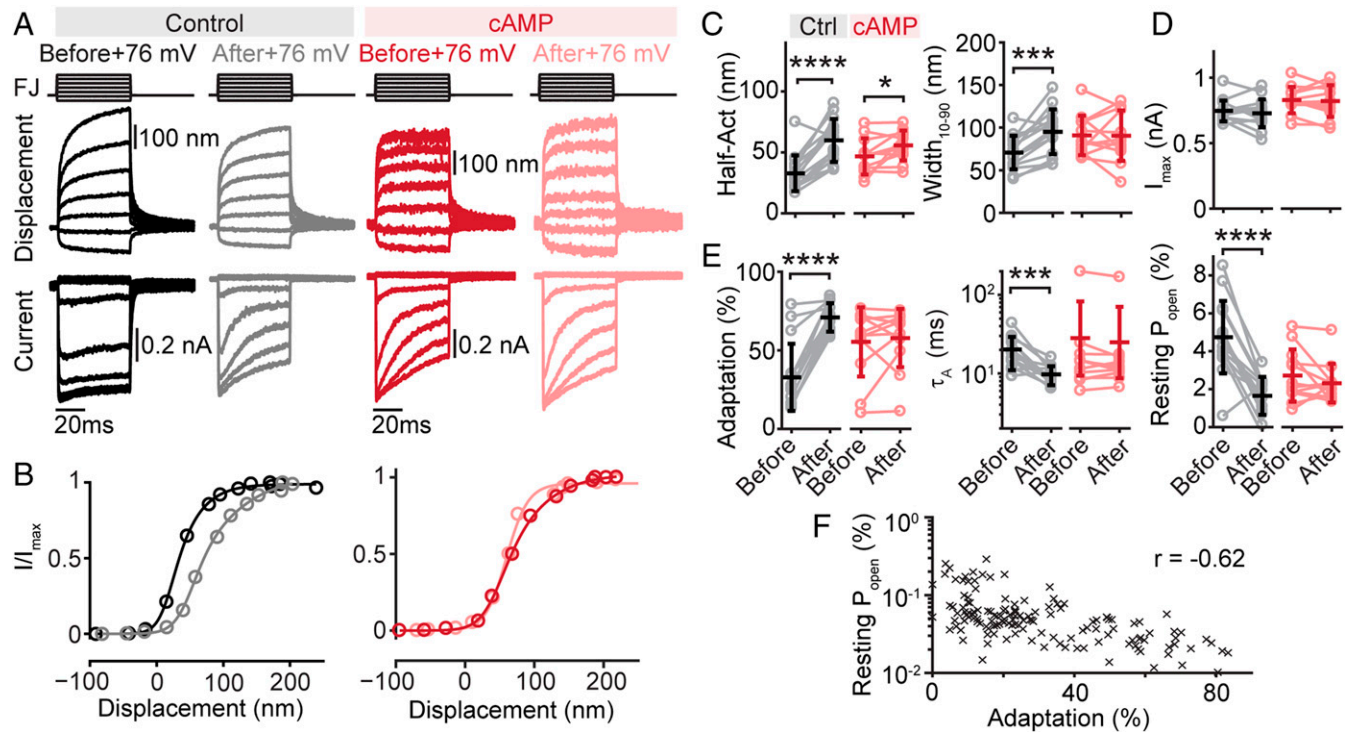 A
Control
cAMP
Before+76 mV
After+76 mV
Before+76 mV
After+76 mV
FJ
Displacement
100 nm
100 nm
Current
0.2 nA
0.2 nA
20ms
20ms
B
I/Imax
1
0.5
0
−100 0 100 200
Displacement (nm)
1
0.5
0
−100 0 100 200
Displacement (nm)
C
Ctrl
cAMP
Half-Act (nm)
100
50
0
****
*
Width10-90 (nm)
200
150
100
50
0
***
D
Imax (nA)
1
0.5
0
E
Adaptation (%)
100
50
0
****
Before
After
Before
After
τA (ms)
10²
10¹
***
Before
After
Before
After
Resting Popen (%)
8
6
4
2
0
****
Before
After
Before
After
F
Resting Popen (%)
10⁰
10⁻¹
10⁻²
r = -0.62
0 40 80
Adaptation (%)